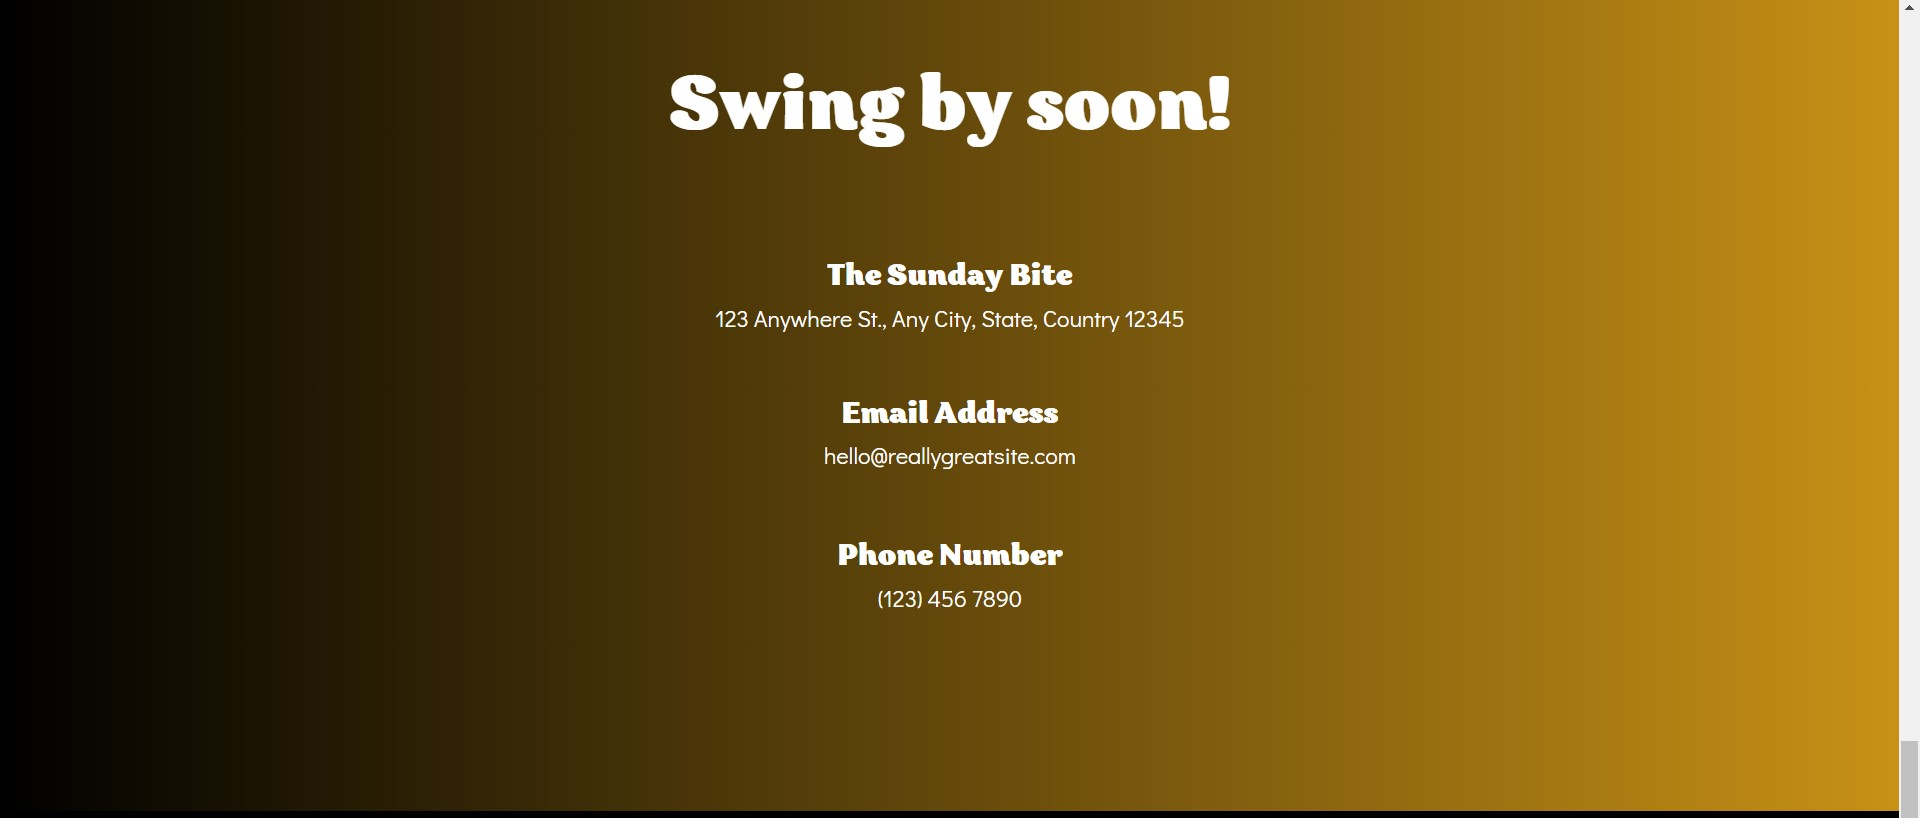 Swing by soon!
The Sunday Bite
123 Anywhere St., Any City, State, Country 12345
Email Address
hello@reallygreatsite.com
Phone Number
(123) 456 7890